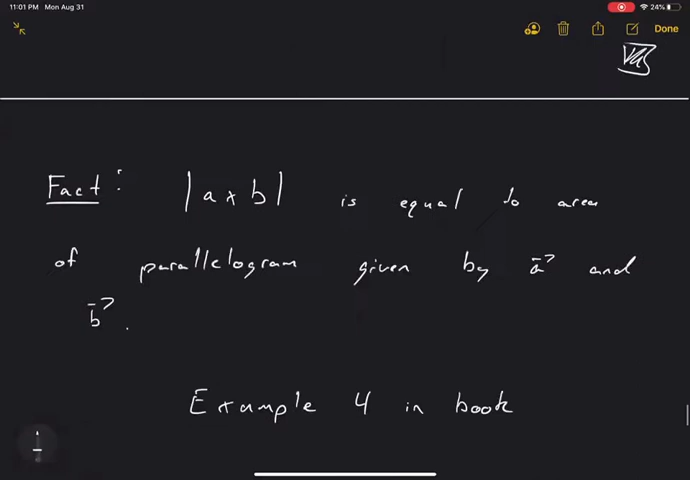 11:01 PM Mon Aug 31 24%
Done
Fact: |a x b| is equal to area
of parallelogram given by a⃗ and
b⃗.
Example 4 in book